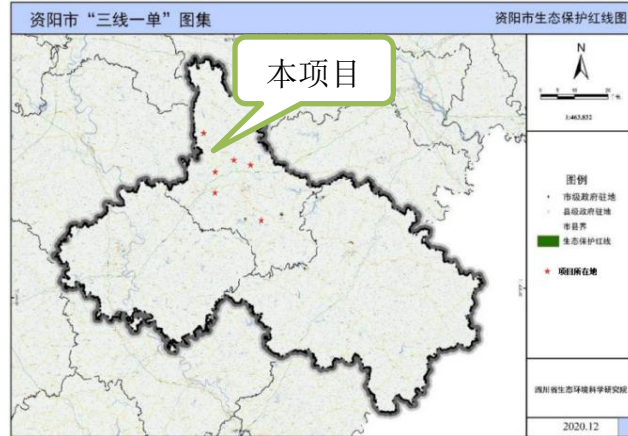 资阳市“三线一单”图集
资阳市生态保护红线图
本项目
N
1:463,852
图例
市级政府驻地
县级政府驻地
市县界
生态保护红线
项目所在地
四川省生态环境科学研究院
2020.12